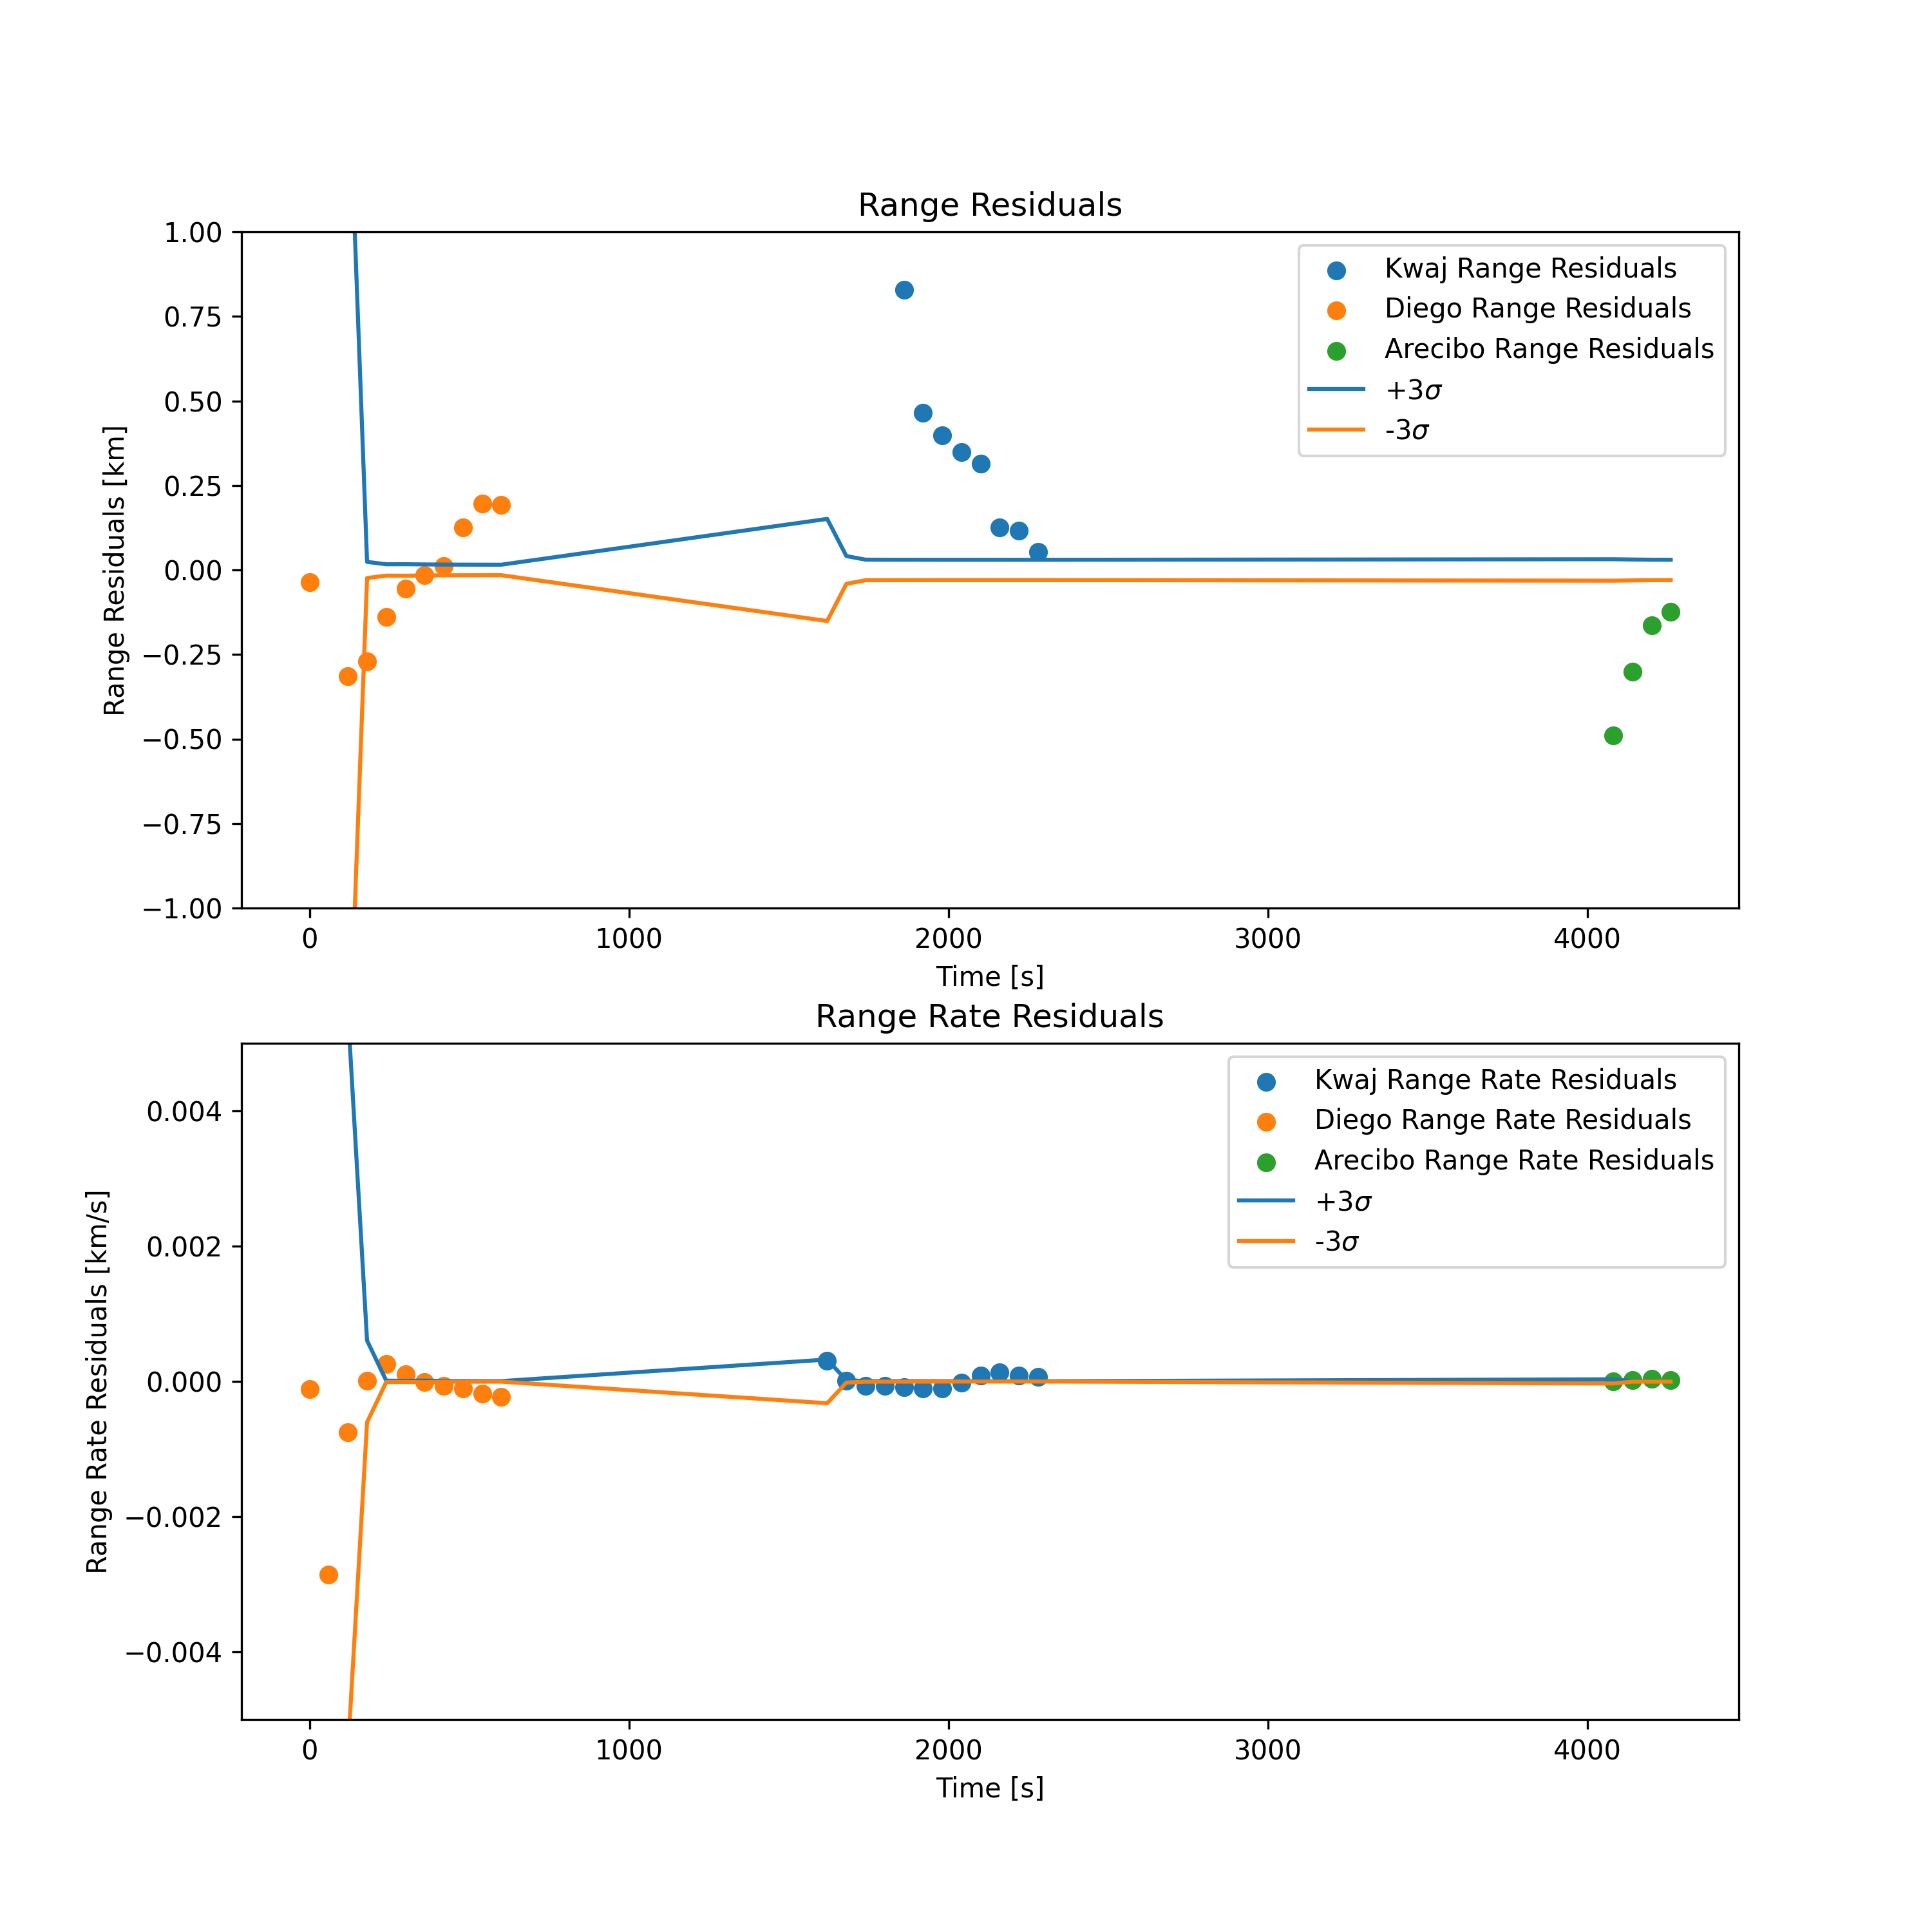 Range Residuals
1.00
0.75
0.50
0.25
0.00
−0.25
−0.50
−0.75
−1.00
Range Residuals [km]
Kwaj Range Residuals
Diego Range Residuals
Arecibo Range Residuals
+3σ
-3σ
0 1000 2000 3000 4000
Time [s]
Range Rate Residuals
0.004
0.002
0.000
−0.002
−0.004
Range Rate Residuals [km/s]
Kwaj Range Rate Residuals
Diego Range Rate Residuals
Arecibo Range Rate Residuals
+3σ
-3σ
0 1000 2000 3000 4000
Time [s]